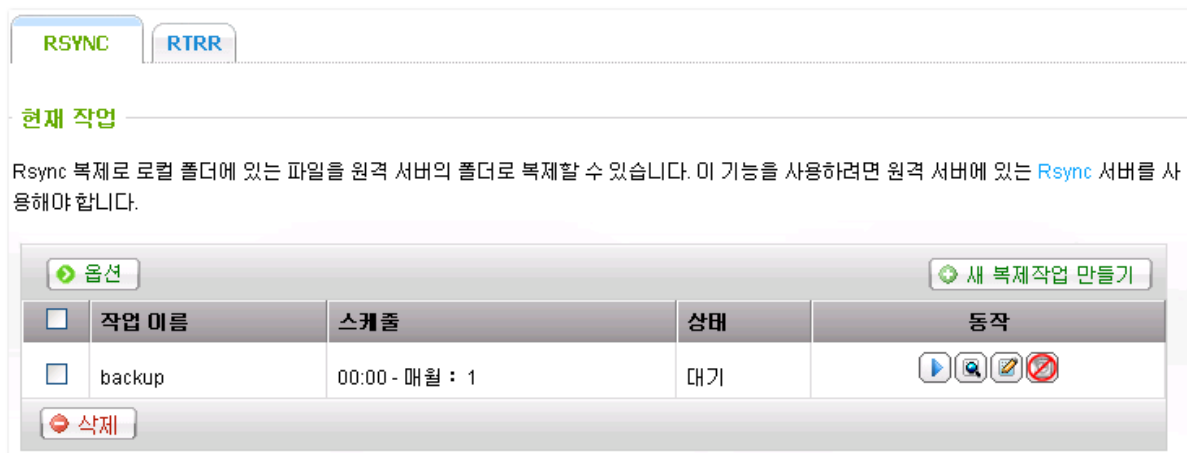 RSYNC RTRR
현재 작업
Rsync 복제로 로컬 폴더에 있는 파일을 원격 서버의 폴더로 복제할 수 있습니다. 이 기능을 사용하려면 원격 서버에 있는 Rsync 서버를 사
용해야 합니다.
옵션 새 복제작업 만들기
작업 이름 스케줄 상태 동작
backup 00:00 - 매월 : 1 대기
삭제